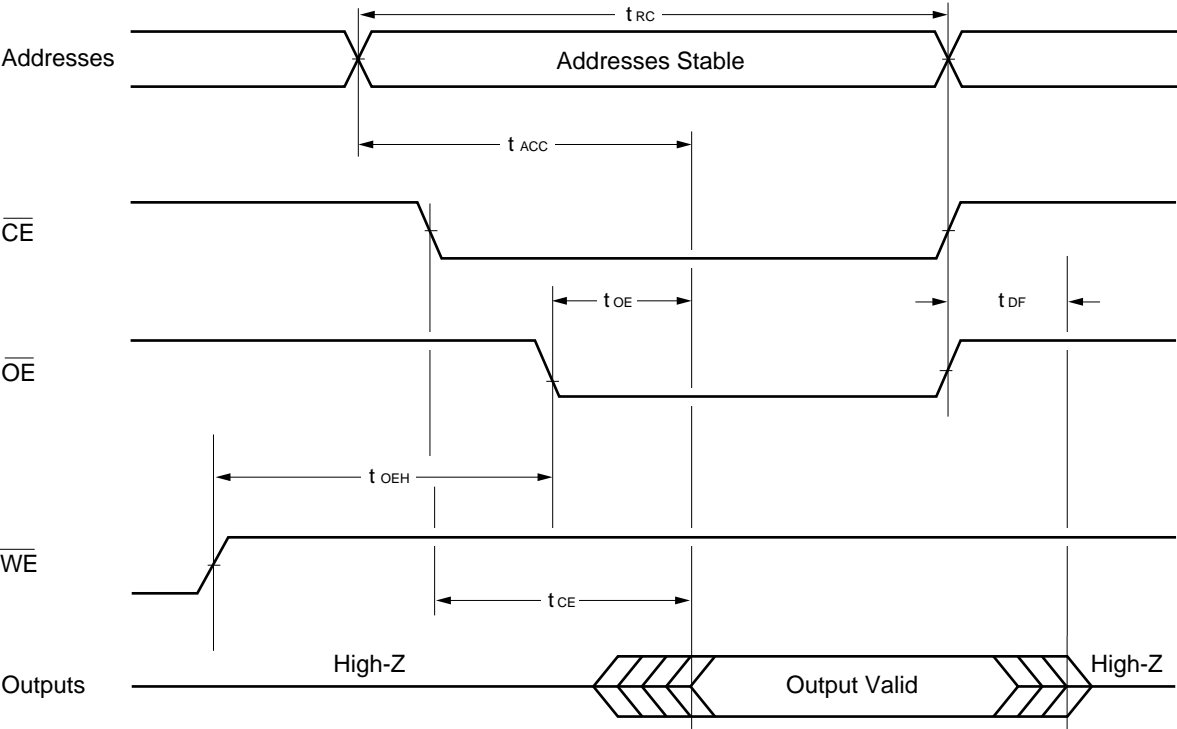 t RC
Addresses
Addresses Stable
t ACC
CE
t OE
t DF
OE
t OEH
WE
t CE
High-Z
High-Z
Outputs
Output Valid